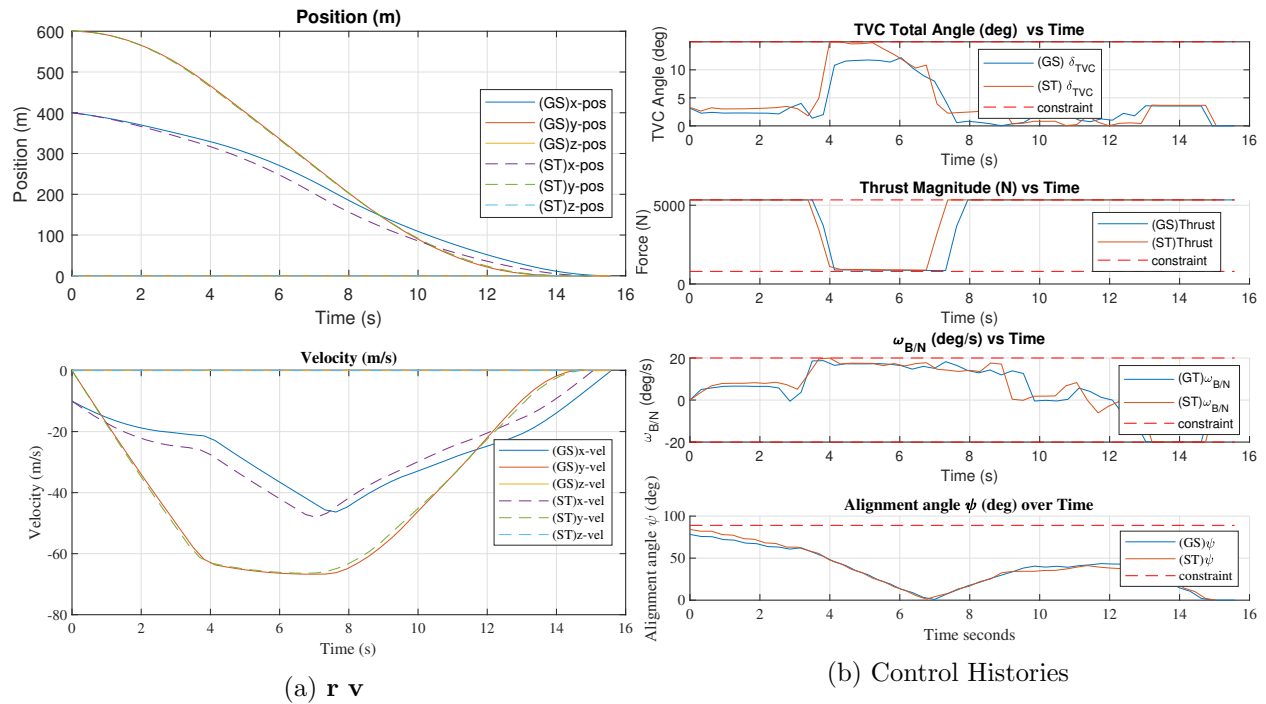 Position (m)
600
500
400
300
200
100
0
Position (m)
(GS)x-pos
(GS)y-pos
(GS)z-pos
(ST)x-pos
(ST)y-pos
(ST)z-pos
0 2 4 6 8 10 12 14 16
Time (s)
Velocity (m/s)
0
-20
-40
-60
-80
Velocity (m/s)
(GS)x-vel
(GS)y-vel
(GS)z-vel
(ST)x-vel
(ST)y-vel
(ST)z-vel
0 2 4 6 8 10 12 14 16
Time (s)
(a) r v
TVC Total Angle (deg) vs Time
10
5
0
TVC Angle (deg)
(GS) δTVC
(ST) δTVC
constraint
0 2 4 6 8 10 12 14 16
Time (s)
Thrust Magnitude (N) vs Time
5000
0
Force (N)
(GS)Thrust
(ST)Thrust
constraint
0 2 4 6 8 10 12 14 16
Time (s)
ωB/N (deg/s) vs Time
20
0
-20
ωB/N (deg/s)
(GT)ωB/N
(ST)ωB/N
constraint
0 2 4 6 8 10 12 14 16
Time (s)
Alignment angle ψ (deg) over Time
100
50
0
Alignment angle ψ (deg)
(GS)ψ
(ST)ψ
constraint
0 2 4 6 8 10 12 14 16
Time seconds
(b) Control Histories